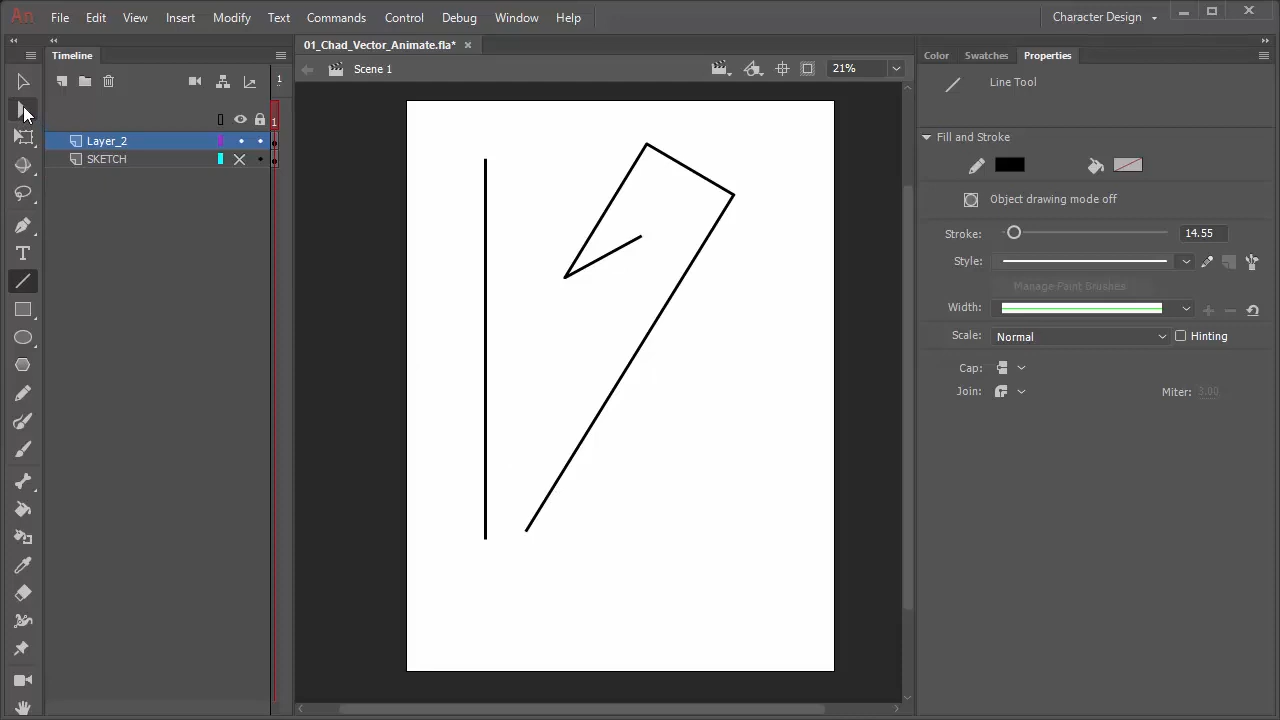 An File Edit View Insert Modify Text Commands Control Debug Window Help Character Design
Timeline 01_Chad_Vector_Animate.fla* Color Swatches Properties
1 Scene 1 21% Line Tool
1
Layer_2
SKETCH
Fill and Stroke
Object drawing mode off
Stroke: 14.55
Style:
Manage Paint Brushes
Width:
Scale: Normal Hinting
Cap:
Join: Miter: 3.00